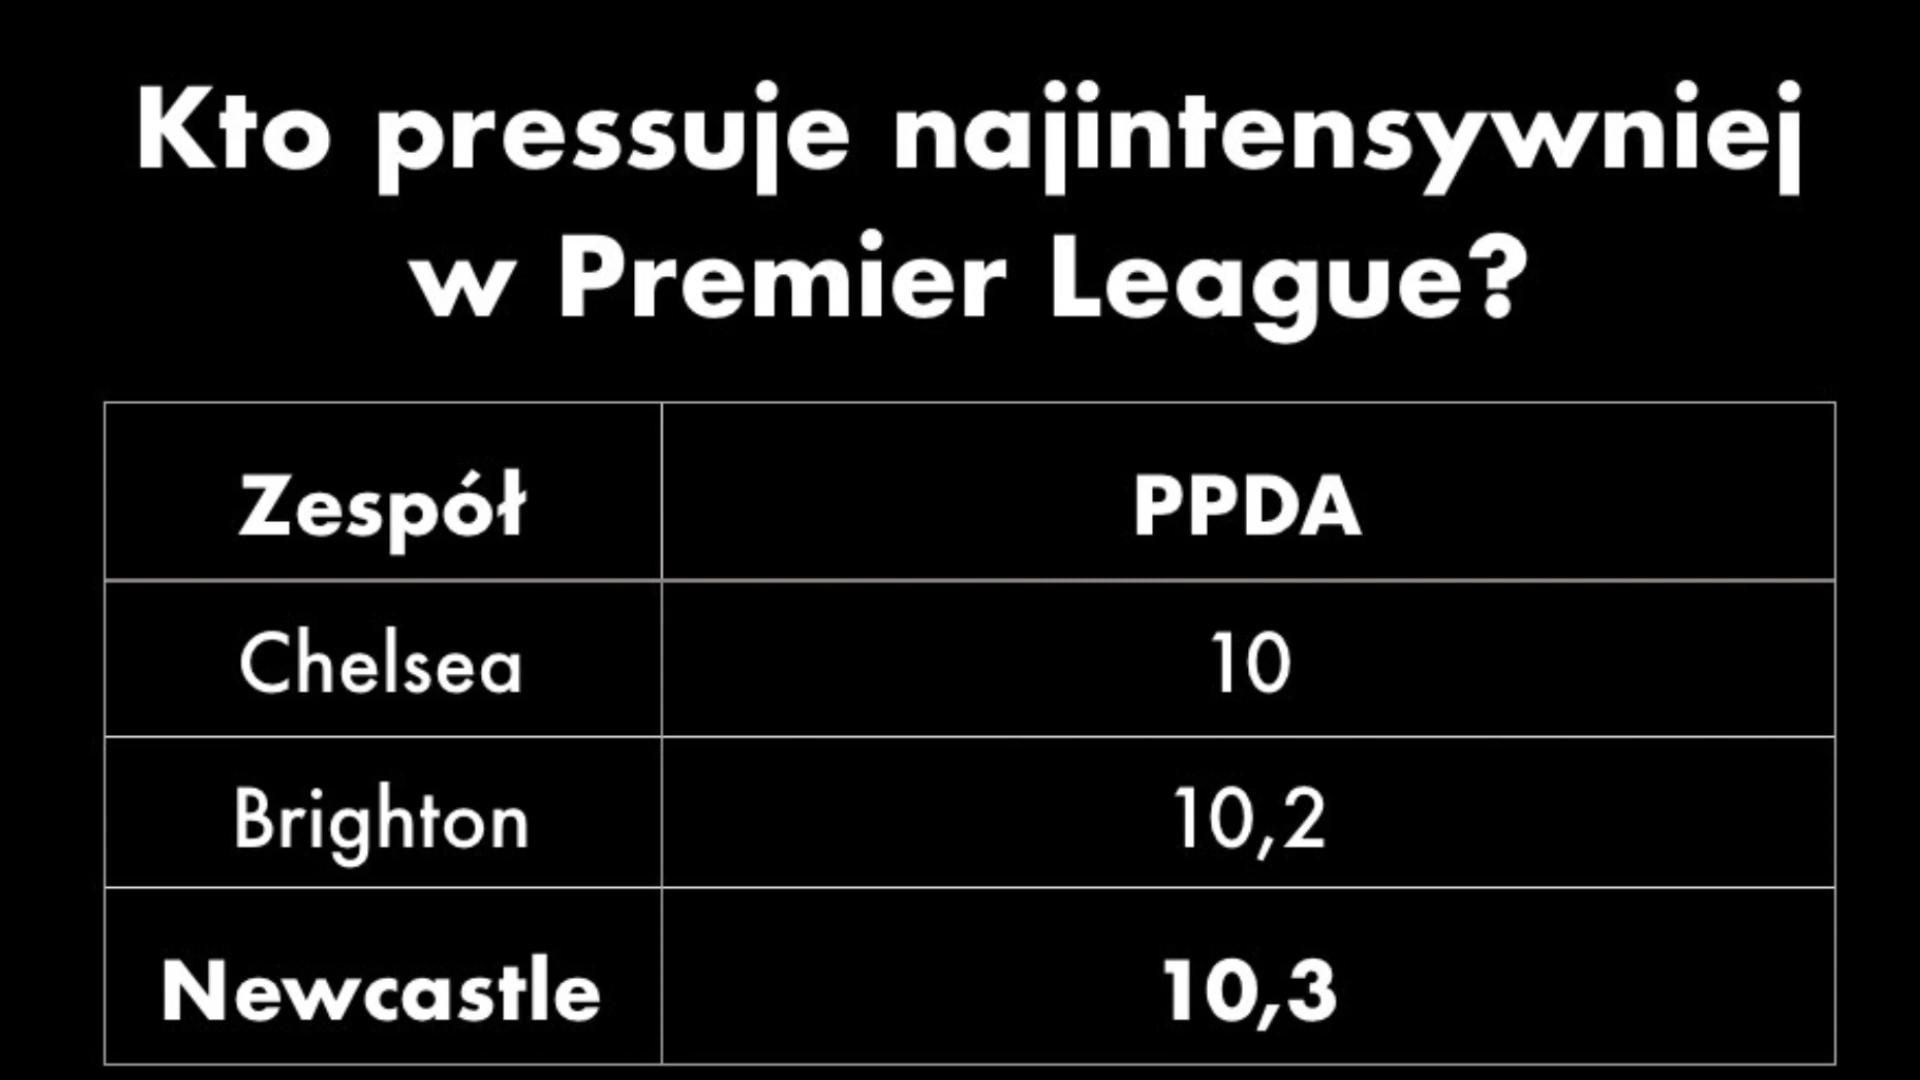 Kto pressuje najintensywniej
w Premier League?
Zespół PPDA
Chelsea 10
Brighton 10,2
Newcastle 10,3